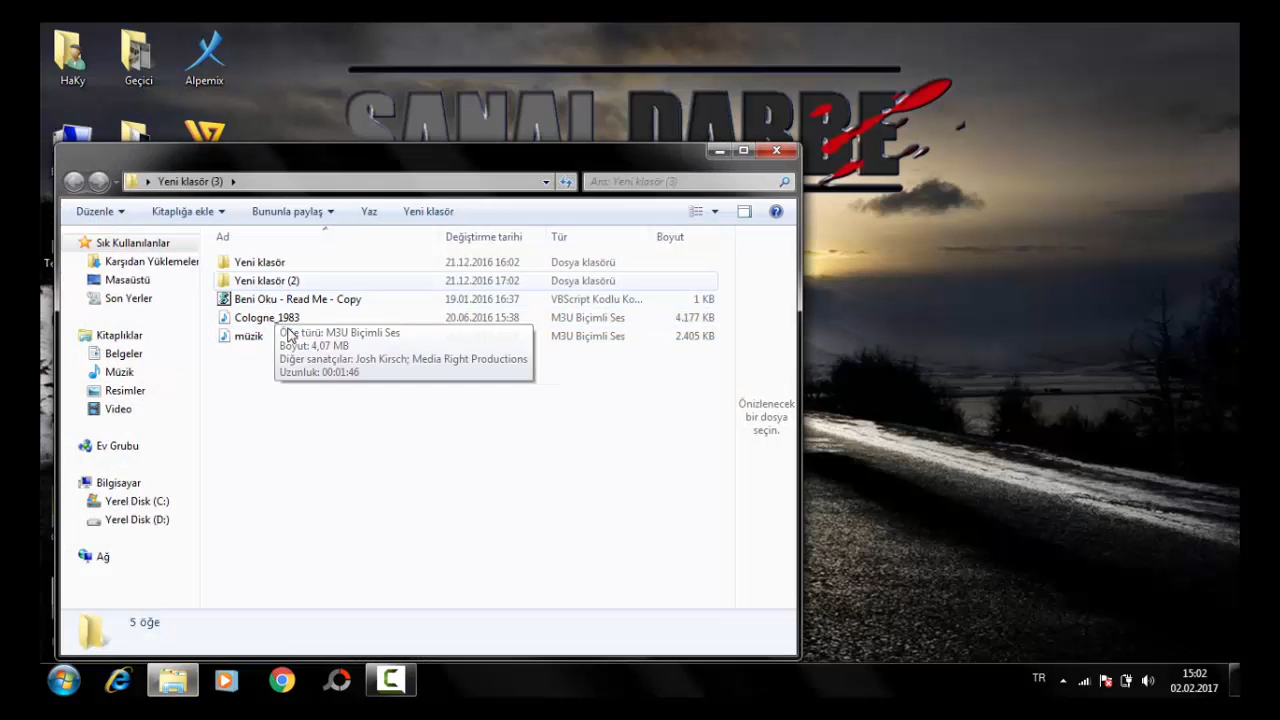 HaKy
Geçici
Alpemix
SANAL DARBE
Yeni klasör (3)
Ara: Yeni klasör (3)
Düzenle
Kitaplığa ekle
Bununla paylaş
Yaz
Yeni klasör
Sık Kullanılanlar
Karşıdan Yüklemeler
Masaüstü
Son Yerler
Kitaplıklar
Belgeler
Müzik
Resimler
Video
Ev Grubu
Bilgisayar
Yerel Disk (C:)
Yerel Disk (D:)
Ağ
Ad Değiştirme tarihi Tür Boyut
Yeni klasör 21.12.2016 16:02 Dosya klasörü
Yeni klasör (2) 21.12.2016 17:02 Dosya klasörü
Beni Oku - Read Me - Copy 19.01.2016 16:37 VBScript Kodlu Ko... 1 KB
Cologne_1983 20.06.2016 15:38 M3U Biçimli Ses 4.177 KB
müzik M3U Biçimli Ses 2.405 KB
türü: M3U Biçimli Ses
Boyut: 4,07 MB
Diğer sanatçılar: Josh Kirsch; Media Right Productions
Uzunluk: 00:01:46
Önizlenecek
bir dosya
seçin.
5 öğe
TR
15:02
02.02.2017